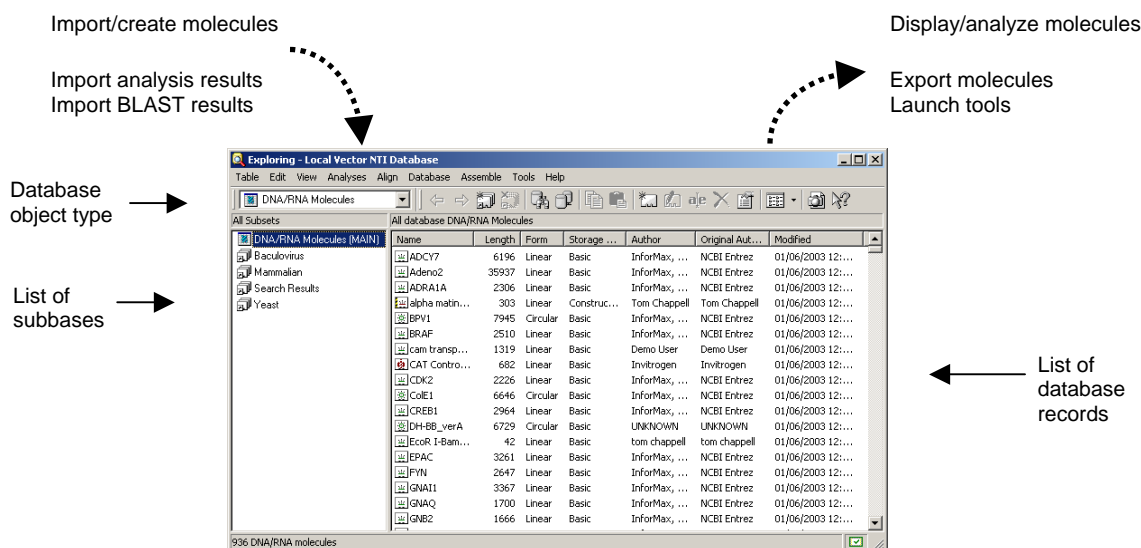 Import/create molecules
Import analysis results
Import BLAST results
Display/analyze molecules
Export molecules
Launch tools
Database
object type
List of
subbases
List of
database
records
Exploring - Local Vector NTI Database
Table Edit View Analyses Align Database Assemble Tools Help
DNA/RNA Molecules
All Subsets
DNA/RNA Molecules (MAIN)
Baculovirus
Mammalian
Search Results
Yeast
All database DNA/RNA Molecules
Name Length Form Storage ... Author Original Aut... Modified
ADCY7 6196 Linear Basic InforMax, ... NCBI Entrez 01/06/2003 12:...
Adeno2 35937 Linear Basic InforMax, ... NCBI Entrez 01/06/2003 12:...
ADRA1A 2306 Linear Basic InforMax, ... NCBI Entrez 01/06/2003 12:...
alpha matin... 303 Linear Construc... Tom Chappell Tom Chappell 01/06/2003 12:...
BPV1 7945 Circular Basic InforMax, ... NCBI Entrez 01/06/2003 12:...
BRAF 2510 Linear Basic InforMax, ... NCBI Entrez 01/06/2003 12:...
cam transp... 1319 Linear Basic Demo User Demo User 01/06/2003 12:...
CAT Contro... 682 Linear Basic Invitrogen Invitrogen 01/06/2003 12:...
CDK2 2226 Linear Basic InforMax, ... NCBI Entrez 01/06/2003 12:...
ColE1 6646 Circular Basic InforMax, ... NCBI Entrez 01/06/2003 12:...
CREB1 2964 Linear Basic InforMax, ... NCBI Entrez 01/06/2003 12:...
DH-BB_verA 6729 Circular Basic UNKNOWN UNKNOWN 01/06/2003 12:...
EcoR I-Bam... 42 Linear Basic tom chappell tom chappell 01/06/2003 12:...
EPAC 3261 Linear Basic InforMax, ... NCBI Entrez 01/06/2003 12:...
FYN 2647 Linear Basic InforMax, ... NCBI Entrez 01/06/2003 12:...
GNAI1 3367 Linear Basic InforMax, ... NCBI Entrez 01/06/2003 12:...
GNAQ 1700 Linear Basic InforMax, ... NCBI Entrez 01/06/2003 12:...
GNB2 1666 Linear Basic InforMax, ... NCBI Entrez 01/06/2003 12:...
936 DNA/RNA molecules